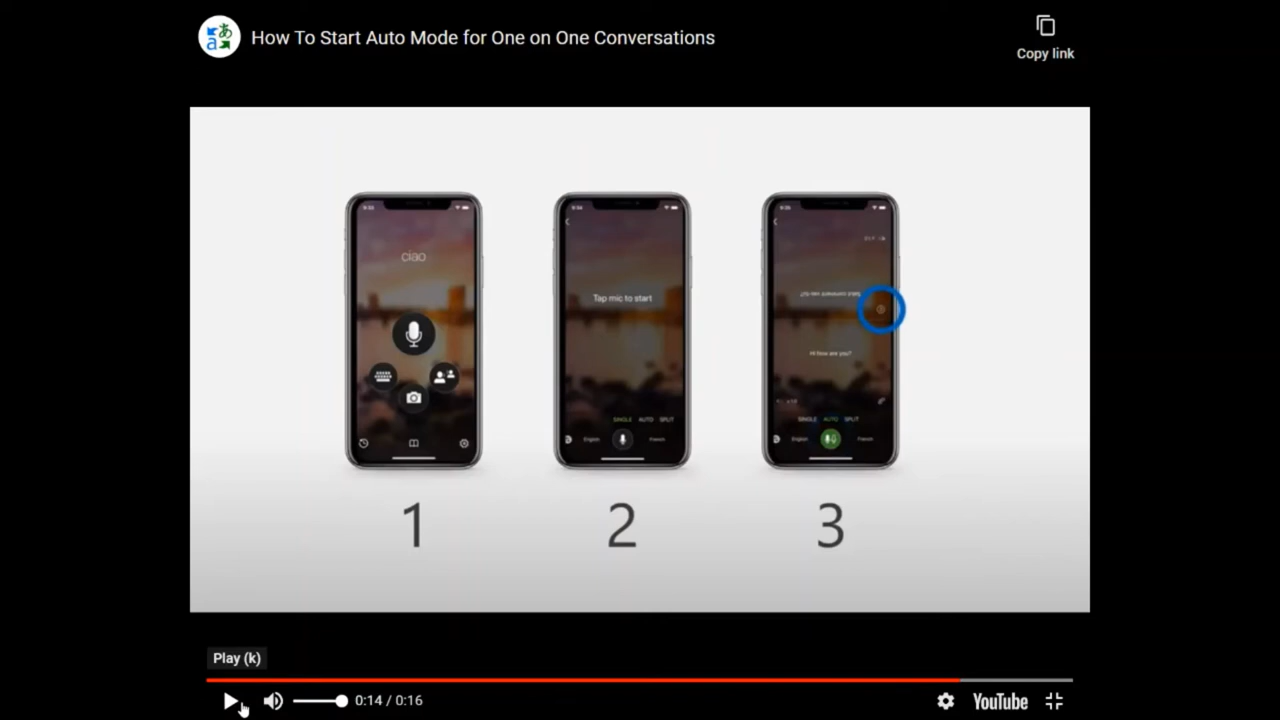 How To Start Auto Mode for One on One Conversations
Copy link
ciao
Tap mic to start
SINGLE AUTO SPLIT
English French
Hi how are you?
SINGLE AUTO SPLIT
English French
1 2 3
Play (k)
0:14 / 0:16
YouTube